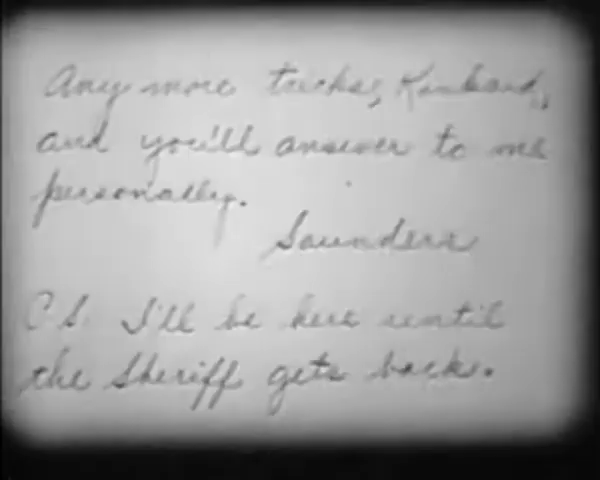 Any more tricks, Kinkaid,
and you'll answer to me
personally.
Saunders
P.S. I'll be here until
the Sheriff gets back.